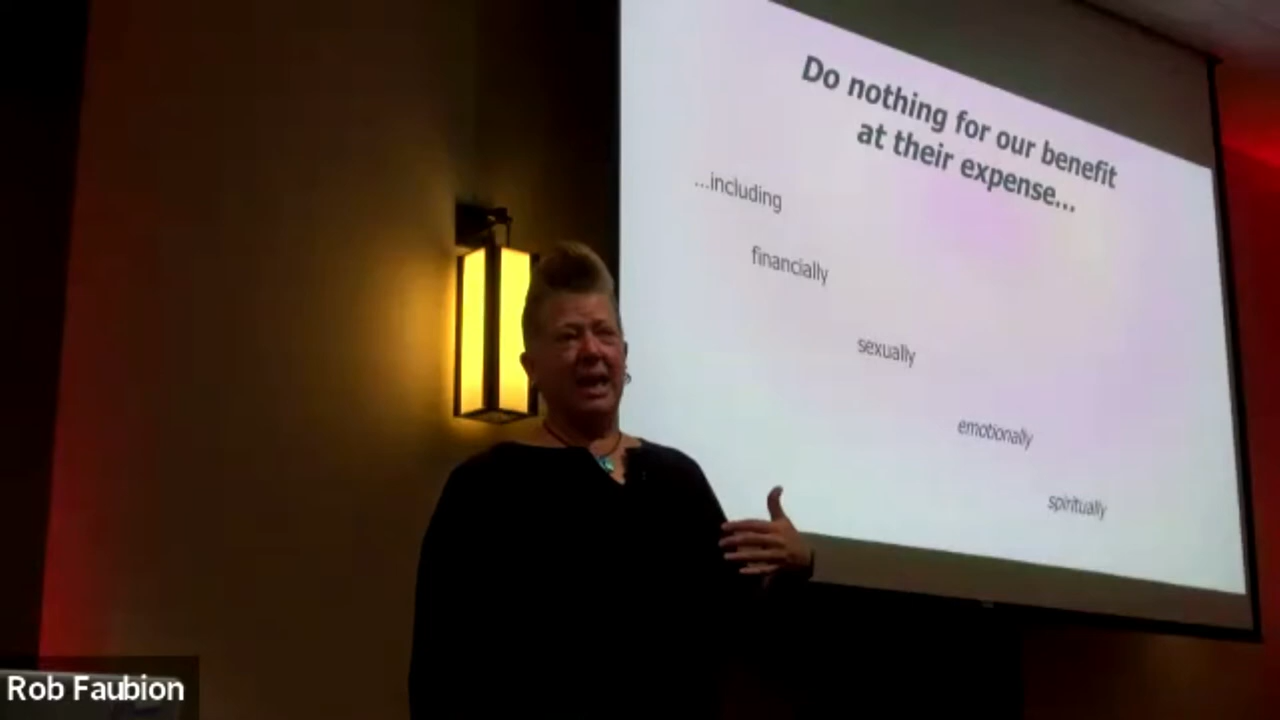 Do nothing for our benefit
at their expense...
...including
financially
sexually
emotionally
spiritually
Rob Faubion